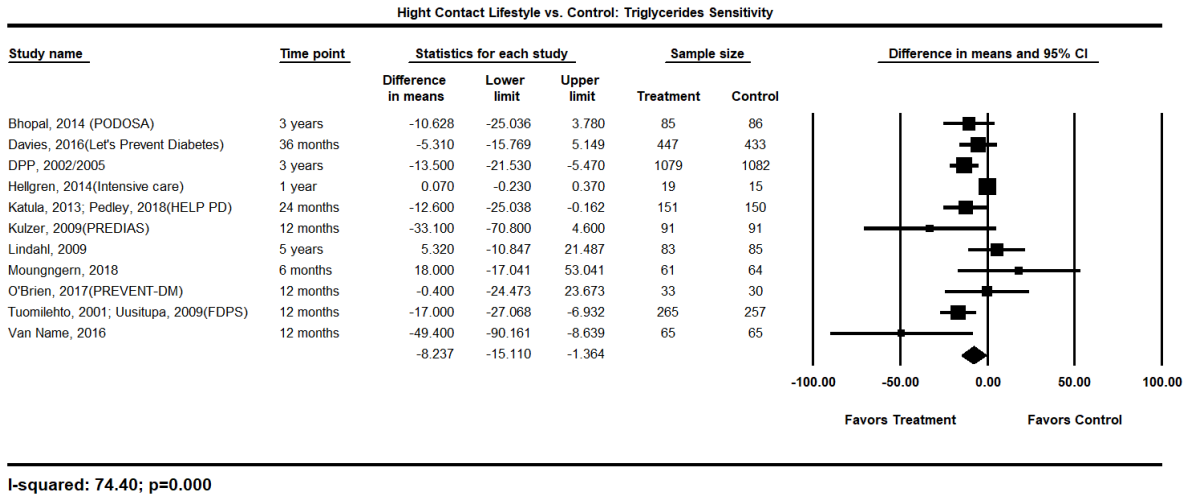 Hight Contact Lifestyle vs. Control: Triglycerides Sensitivity
Study name Time point Statistics for each study Sample size Difference in means and 95% CI
Difference in means Lower limit Upper limit Treatment Control
Bhopal, 2014 (PODOSA) 3 years -10.628 -25.036 3.780 85 86
Davies, 2016(Let's Prevent Diabetes) 36 months -5.310 -15.769 5.149 447 433
DPP, 2002/2005 3 years -13.500 -21.530 -5.470 1079 1082
Hellgren, 2014(Intensive care) 1 year 0.070 -0.230 0.370 19 15
Katula, 2013; Pedley, 2018(HELP PD) 24 months -12.600 -25.038 -0.162 151 150
Kulzer, 2009(PREDIAS) 12 months -33.100 -70.800 4.600 91 91
Lindahl, 2009 5 years 5.320 -10.847 21.487 83 85
Moungngern, 2018 6 months 18.000 -17.041 53.041 61 64
O'Brien, 2017(PREVENT-DM) 12 months -0.400 -24.473 23.673 33 30
Tuomilehto, 2001; Uusitupa, 2009(FDPS) 12 months -17.000 -27.068 -6.932 265 257
Van Name, 2016 12 months -49.400 -90.161 -8.639 65 65
-8.237 -15.110 -1.364
-100.00 -50.00 0.00 50.00 100.00
Favors Treatment Favors Control
I-squared: 74.40; p=0.000